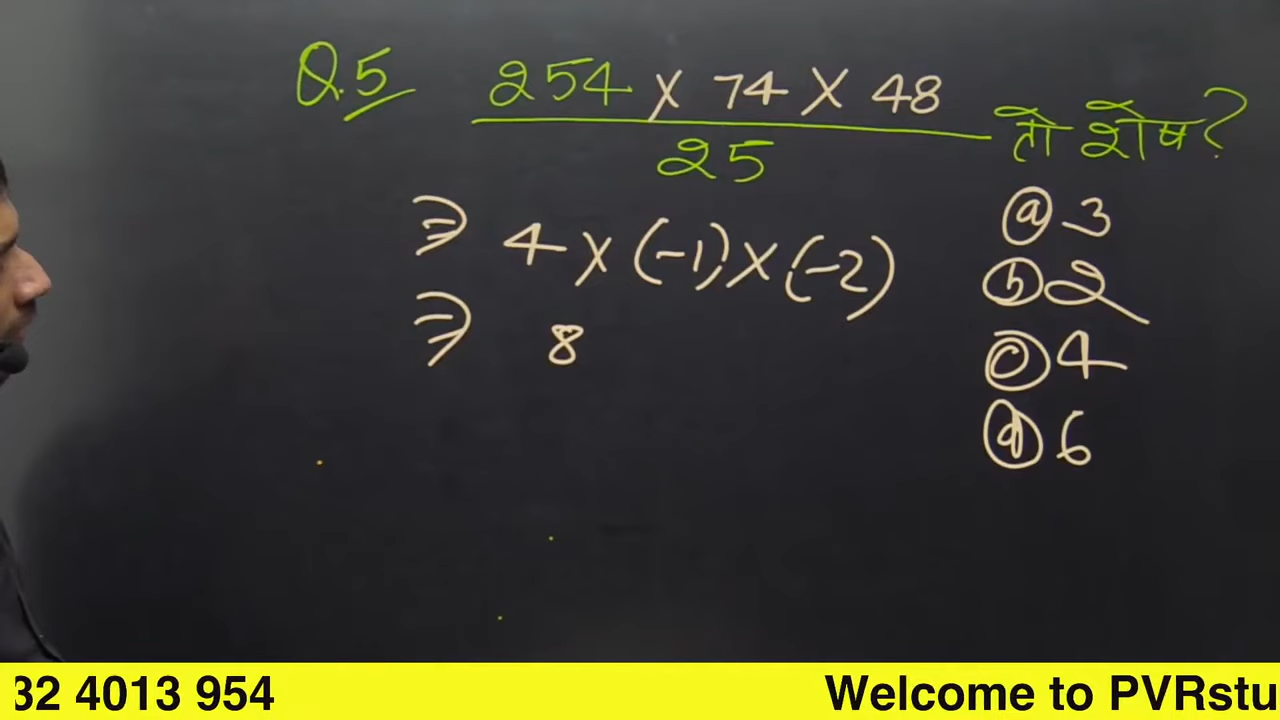 Q.5 254 x 74 x 48
25
तो शेष?
⇒ 4 x (-1) x (-2)
⇒ 8
(a) 3
(b) 2
(c) 4
(d) 6
32 4013 954 Welcome to PVRstu